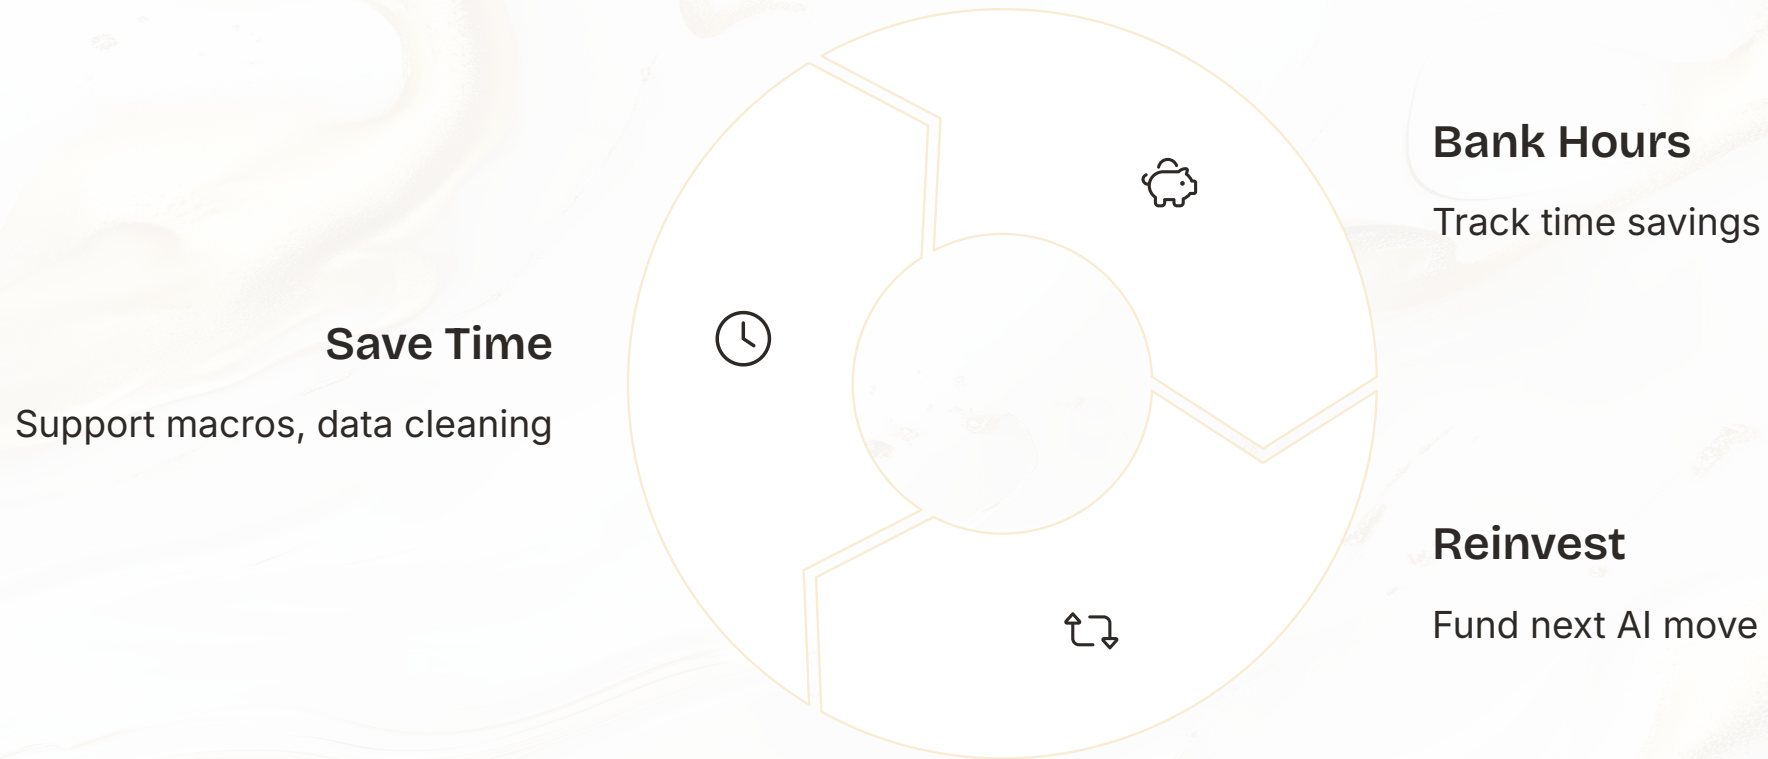 Save Time
Support macros, data cleaning
Bank Hours
Track time savings
Reinvest
Fund next AI move